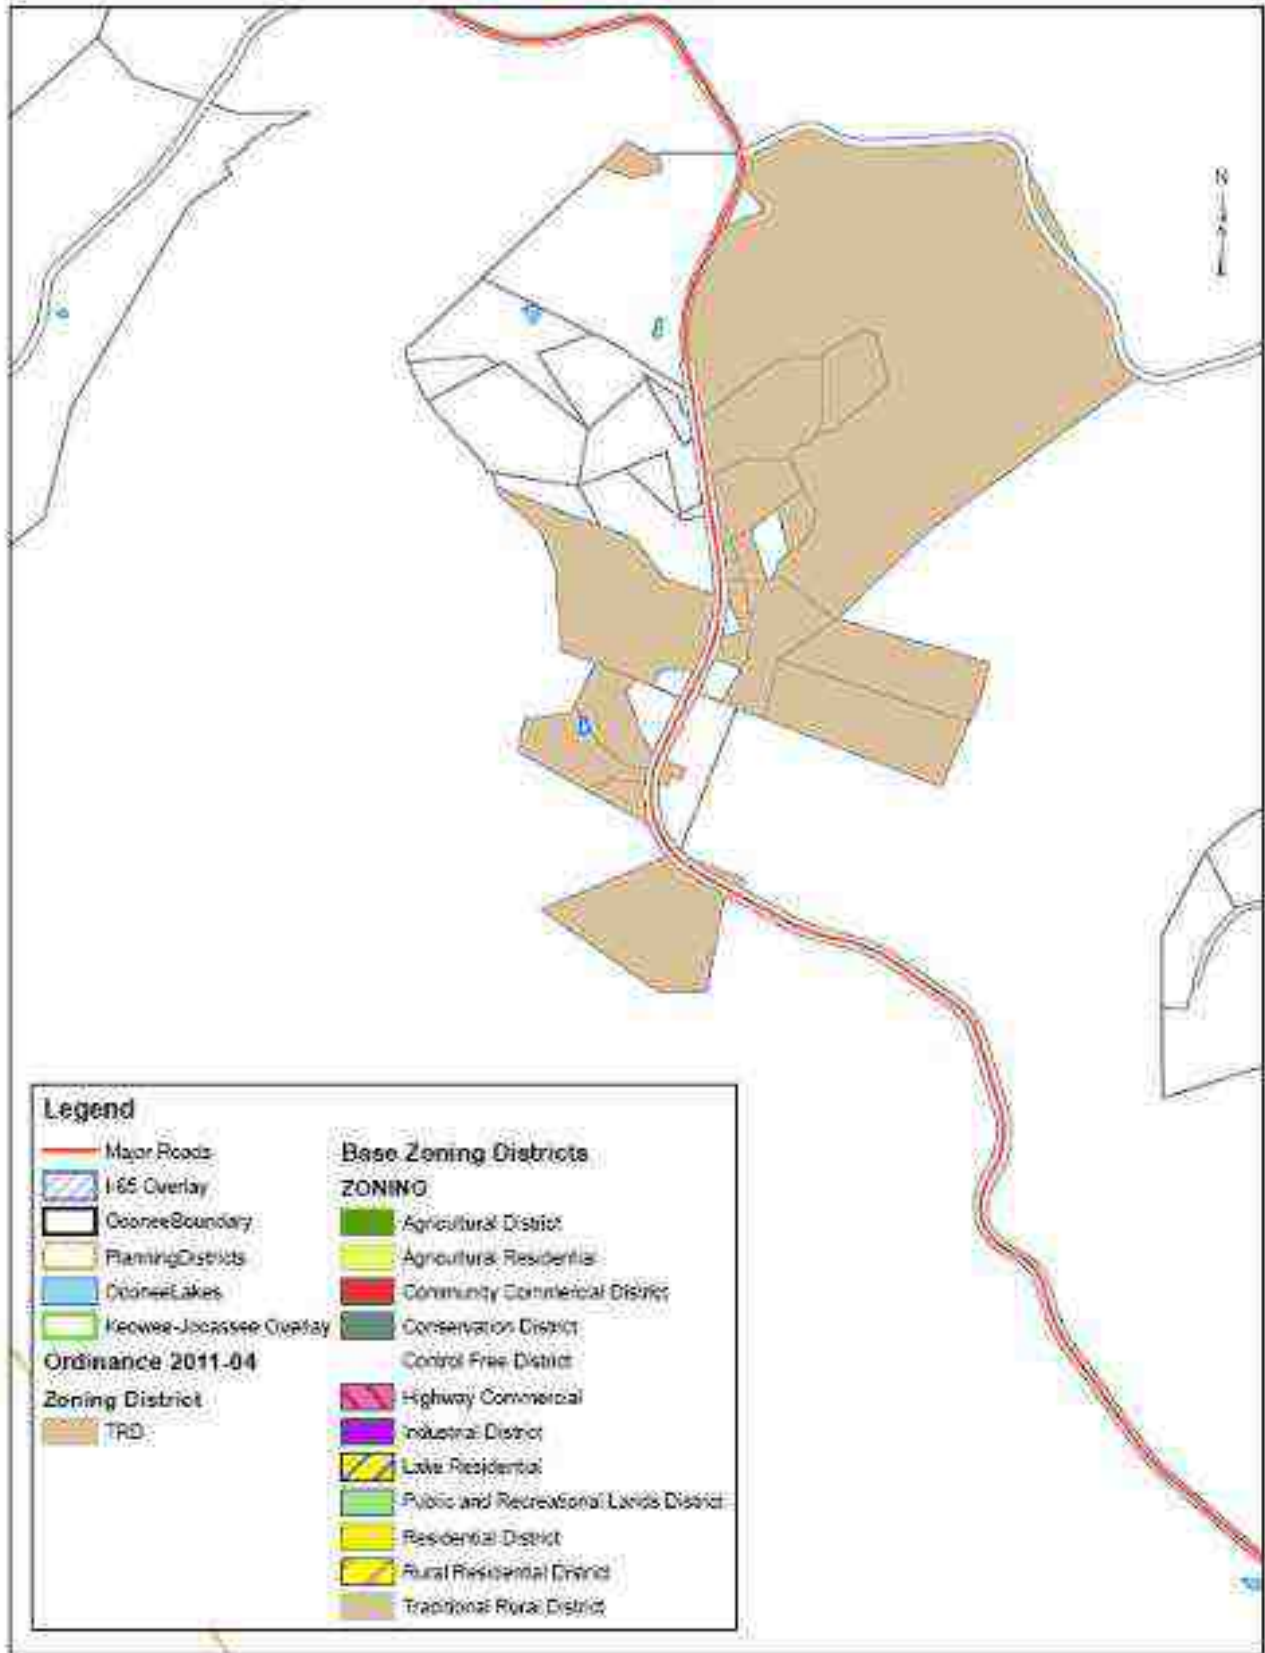 N
Legend
Major Roads
I-85 Overlay
OconeeBoundary
PlanningDistricts
OconeeLakes
Keowee-Jocassee Overlay
Ordinance 2011-04
Zoning District
TRD
Base Zoning Districts
ZONING
Agricultural District
Agricultural Residential
Community Commercial District
Conservation District
Control Free District
Highway Commercial
Industrial District
Lake Residential
Public and Recreational Lands District
Residential District
Rural Residential District
Traditional Rural District